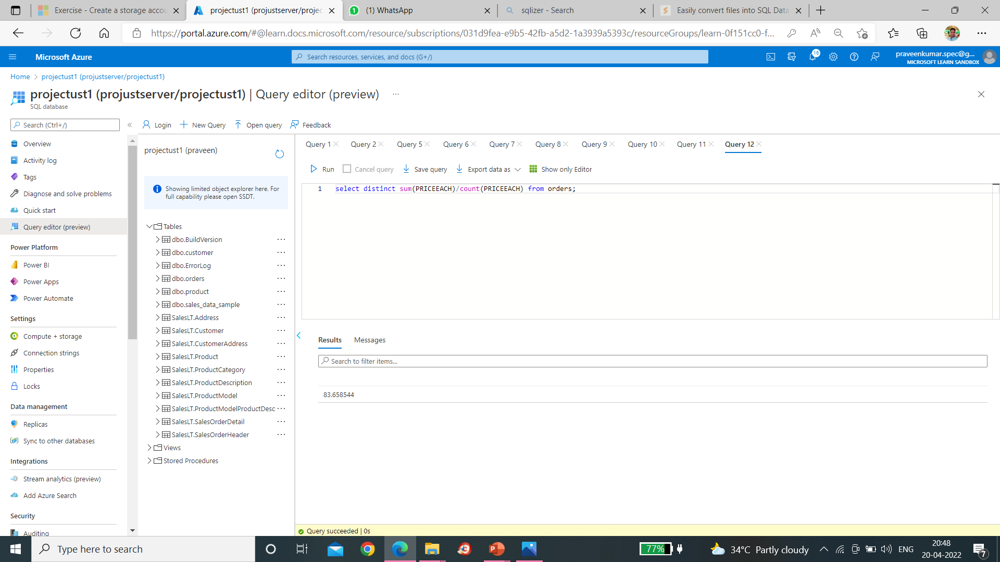 Exercise - Create a storage accou
projectust1 (projustserver/projec
(1) WhatsApp
sqlizer - Search
Easily convert files into SQL Data
https://portal.azure.com/#@learn.docs.microsoft.com/resource/subscriptions/031d9fea-e9b5-42fb-a5d2-1a3939a5393c/resourceGroups/learn-0f151cc0-f...
Microsoft Azure
Search resources, services, and docs (G+/)
16
praveenkumar.spec@g...
MICROSOFT LEARN SANDBOX
Home > projectust1 (projustserver/projectust1)
projectust1 (projustserver/projectust1) | Query editor (preview) ...
SQL database
Search (Ctrl+/)
«
Login
New Query
Open query
Feedback
Overview
Activity log
Tags
Diagnose and solve problems
Quick start
Query editor (preview)
Power Platform
Power BI
Power Apps
Power Automate
Settings
Compute + storage
Connection strings
Properties
Locks
Data management
Replicas
Sync to other databases
Integrations
Stream analytics (preview)
Add Azure Search
Security
Auditing
projectust1 (praveen)
Showing limited object explorer here. For
full capability please open SSDT.
Tables
dbo.BuildVersion ...
dbo.customer ...
dbo.ErrorLog ...
dbo.orders ...
dbo.product ...
dbo.sales_data_sample ...
SalesLT.Address ...
SalesLT.Customer ...
SalesLT.CustomerAddress ...
SalesLT.Product ...
SalesLT.ProductCategory ...
SalesLT.ProductDescription ...
SalesLT.ProductModel ...
SalesLT.ProductModelProductDesc ...
SalesLT.SalesOrderDetail ...
SalesLT.SalesOrderHeader ...
Views
Stored Procedures
Query 1
Query 2
Query 5
Query 6
Query 7
Query 8
Query 9
Query 10
Query 11
Query 12
Run
Cancel query
Save query
Export data as
Show only Editor
1 select distinct sum(PRICEEACH)/count(PRICEEACH) from orders;
Results
Messages
Search to filter items...
83.658544
Query succeeded | 0s
Type here to search
77%
34°C Partly cloudy
ENG
20:48
20-04-2022
7